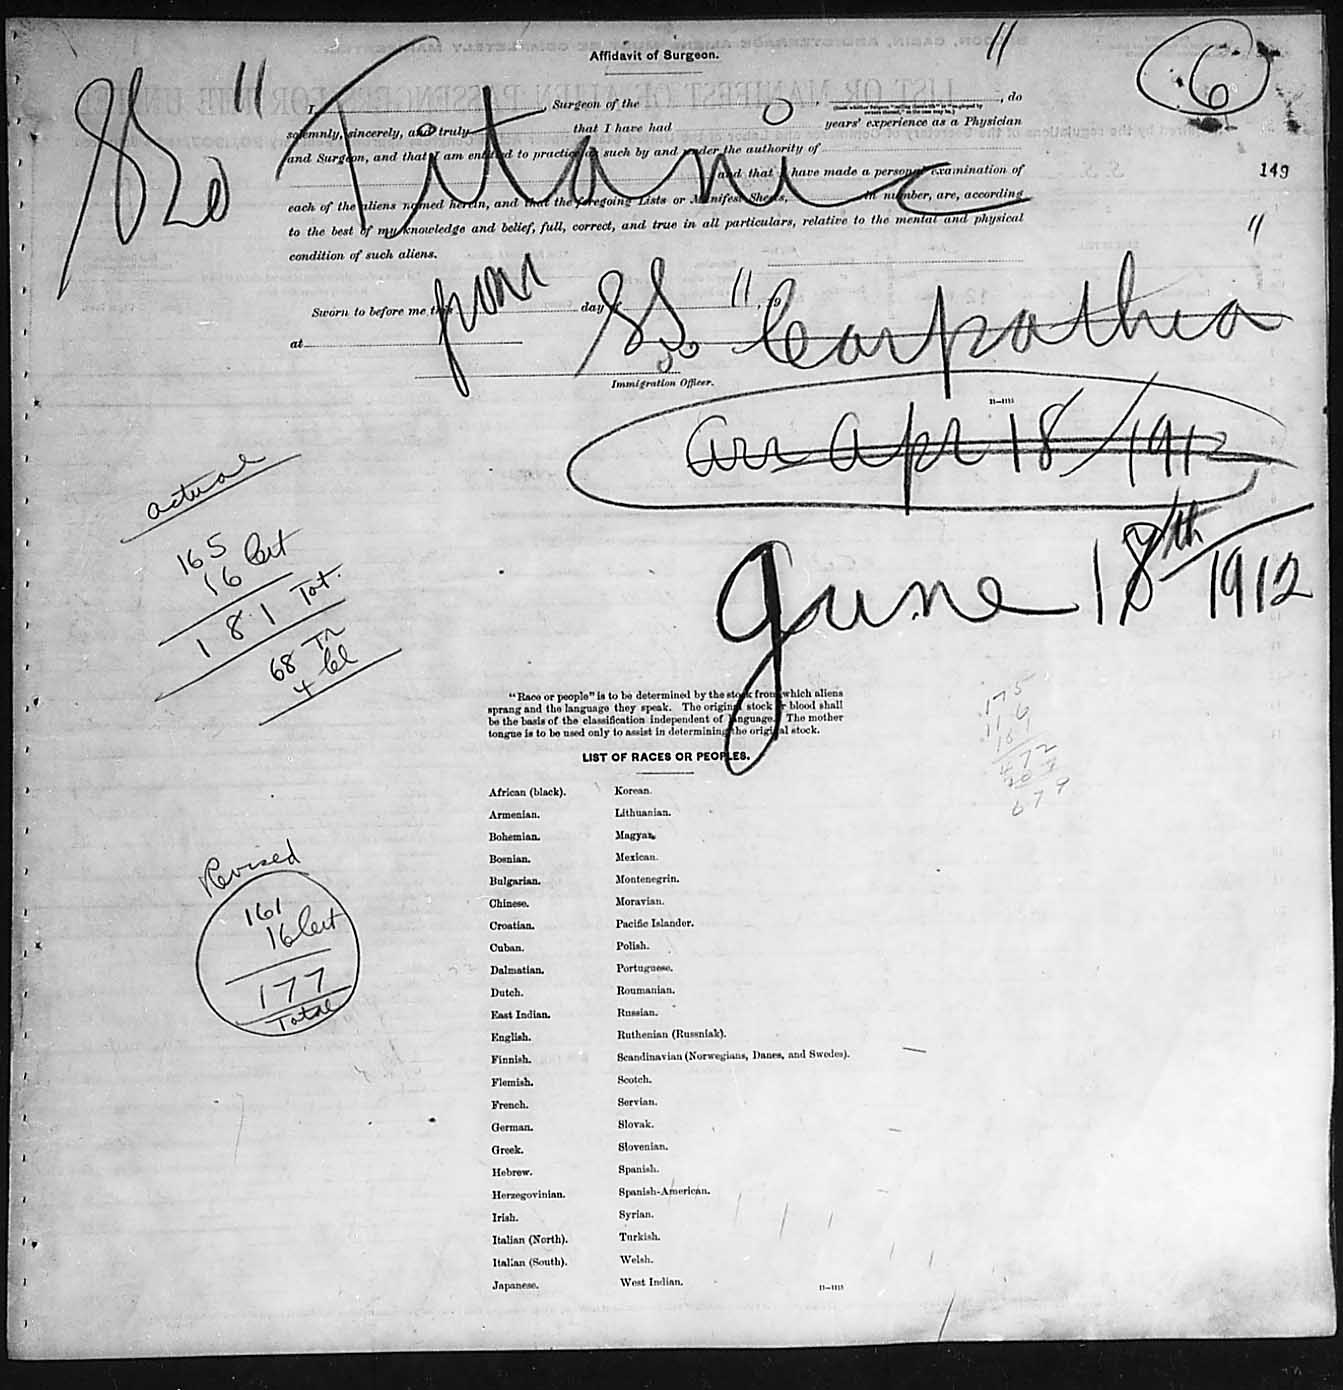 Affidavit of Surgeon.
6
149
I, , Surgeon of the , do
solemnly, sincerely, and truly that I have had years' experience as a Physician
and Surgeon, and that I am entitled to practice as such by and under the authority of
and that I have made a personal examination of
each of the aliens named herein, and that the foregoing Lists or Manifest Sheets, in number, are, according
to the best of my knowledge and belief, full, correct, and true in all particulars, relative to the mental and physical
condition of such aliens.
SS "Titanic"
Sworn to before me this day of , 19
at
Immigration Officer.
from SS "Carpathia"
11—1115
arr Apr 18/1912
June 18th/1912
actual
165
16 Cert
181 Tot.
68 Tr
4 Cl
"Race or people" is to be determined by the stock from which aliens
sprang and the language they speak. The original stock or blood shall
be the basis of the classification independent of language. The mother
tongue is to be used only to assist in determining the original stock.
175
116
679
LIST OF RACES OR PEOPLES.
African (black). Korean.
Armenian. Lithuanian.
Bohemian. Magyar.
Bosnian. Mexican.
Bulgarian. Montenegrin.
Chinese. Moravian.
Croatian. Pacific Islander.
Cuban. Polish.
Dalmatian. Portuguese.
Dutch. Roumanian.
East Indian. Russian.
English. Ruthenian (Russniak).
Finnish. Scandinavian (Norwegians, Danes, and Swedes).
Flemish. Scotch.
French. Servian.
German. Slovak.
Greek. Slovenian.
Hebrew. Spanish.
Herzegovinian. Spanish-American.
Irish. Syrian.
Italian (North). Turkish.
Italian (South). Welsh.
Japanese. West Indian.
11—1115
Revised
161
16 Cert
177
Total